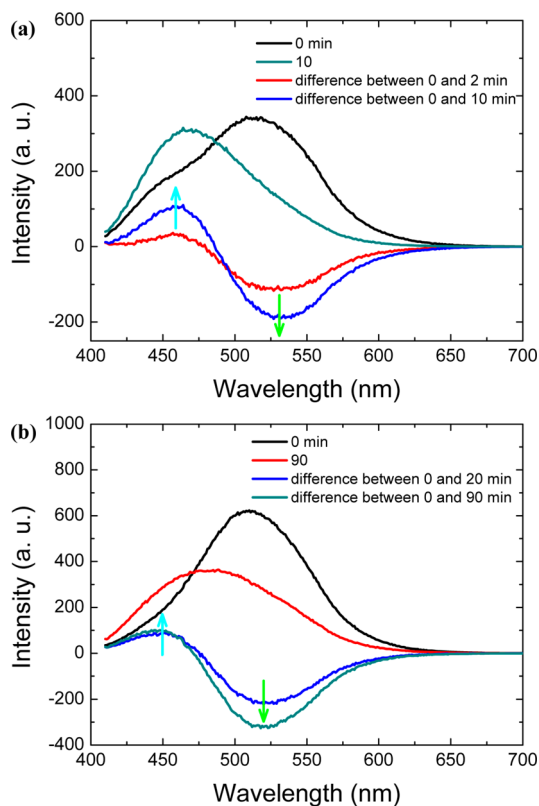 (a)
0 min
10
difference between 0 and 2 min
difference between 0 and 10 min
Intensity (a. u.)
600
400
200
0
-200
400 450 500 550 600 650 700
Wavelength (nm)
(b)
0 min
90
difference between 0 and 20 min
difference between 0 and 90 min
Intensity (a. u.)
1000
800
600
400
200
0
-200
-400
400 450 500 550 600 650 700
Wavelength (nm)